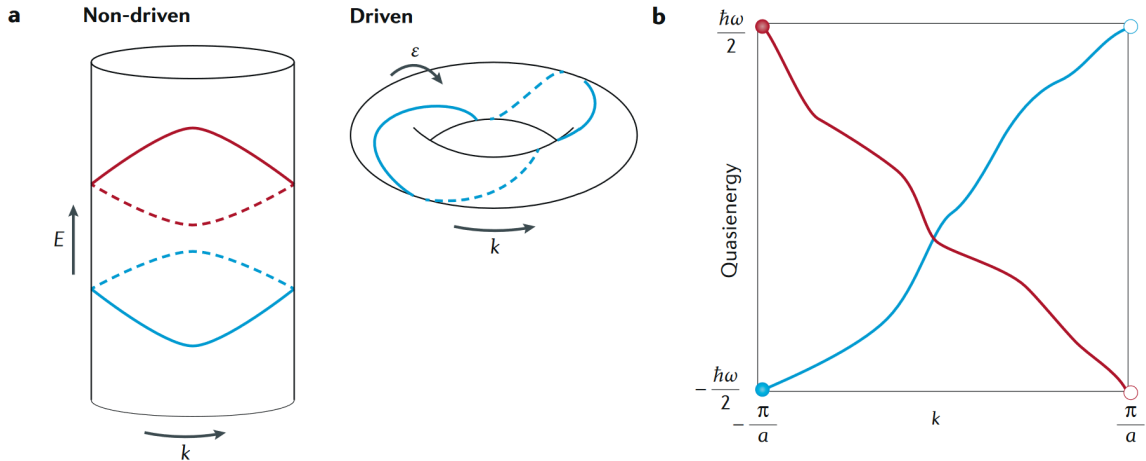 a Non-driven Driven b
ε
E
k
k
Quasienergy
ħω
2
− ħω
2
− π
a
k
π
a